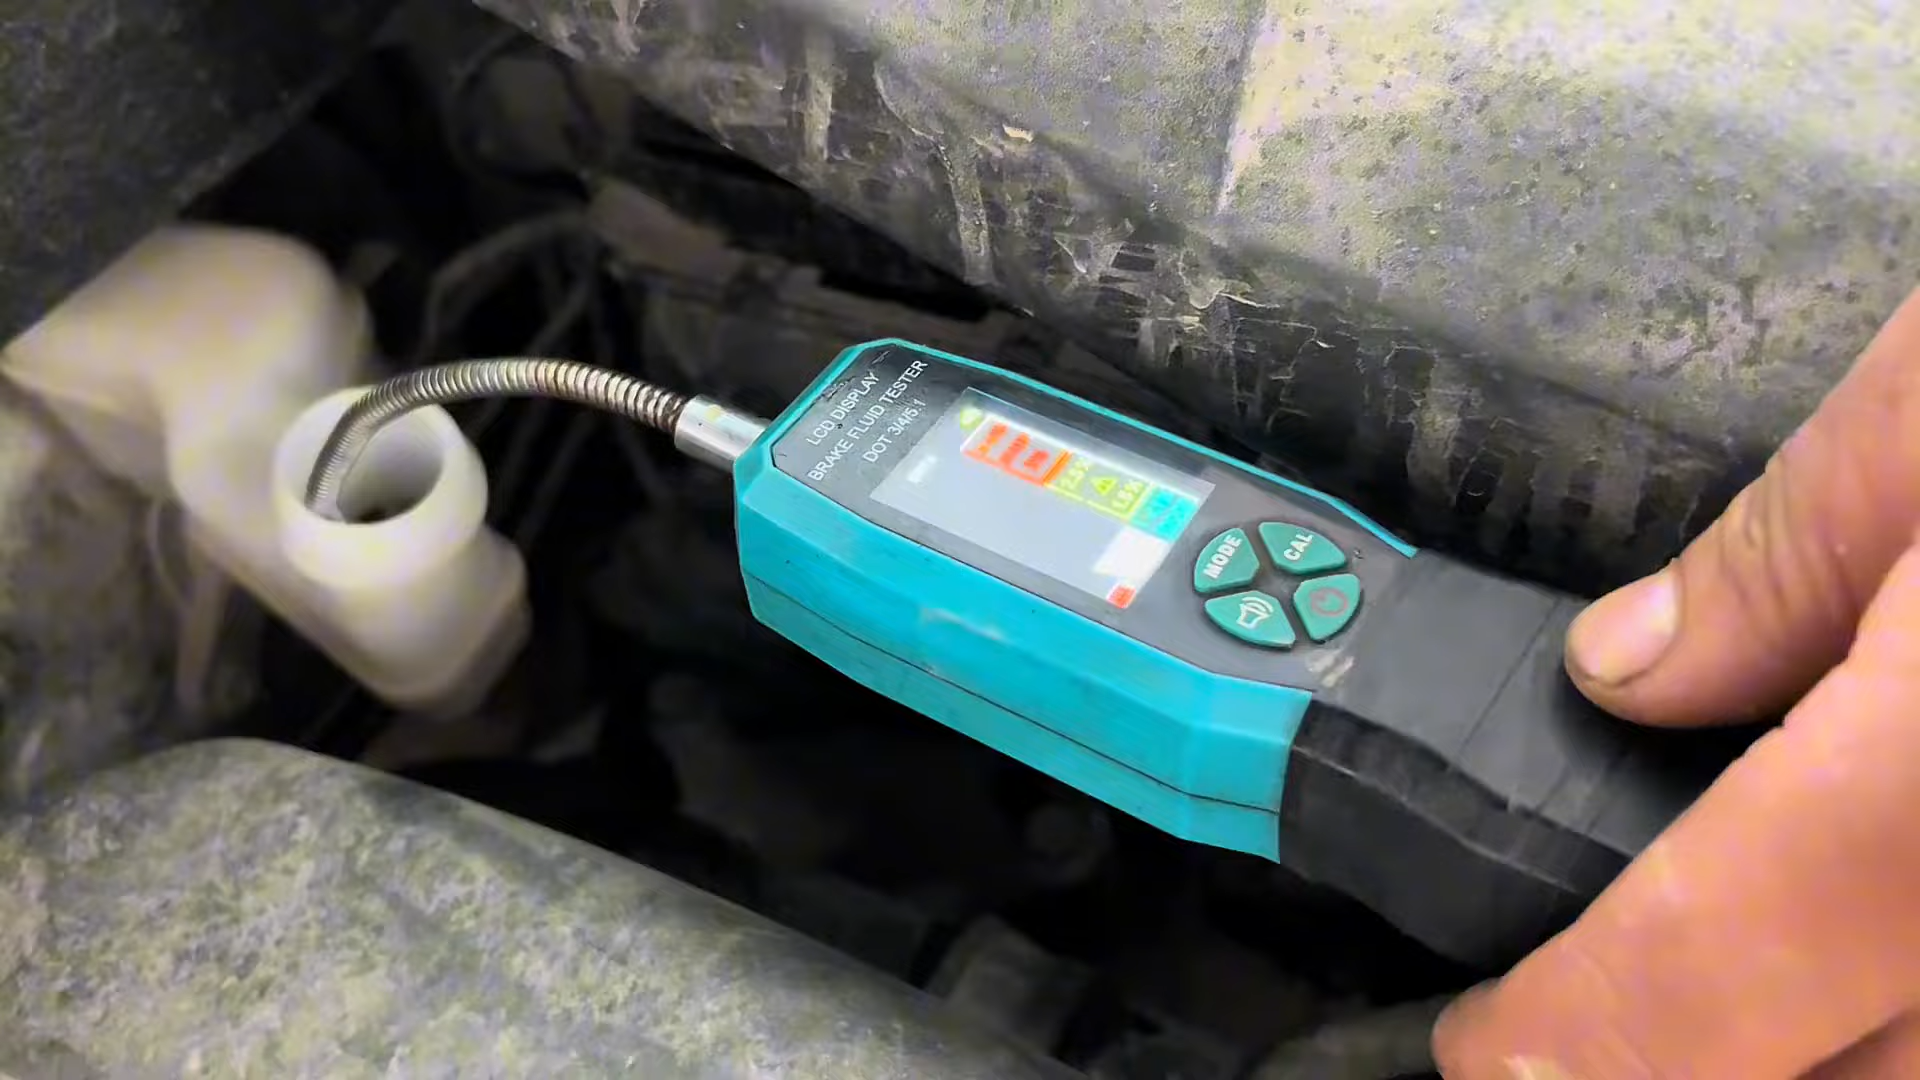 LCD DISPLAY
BRAKE FLUID TESTER
DOT 3/4/5.1
MODE
CAL